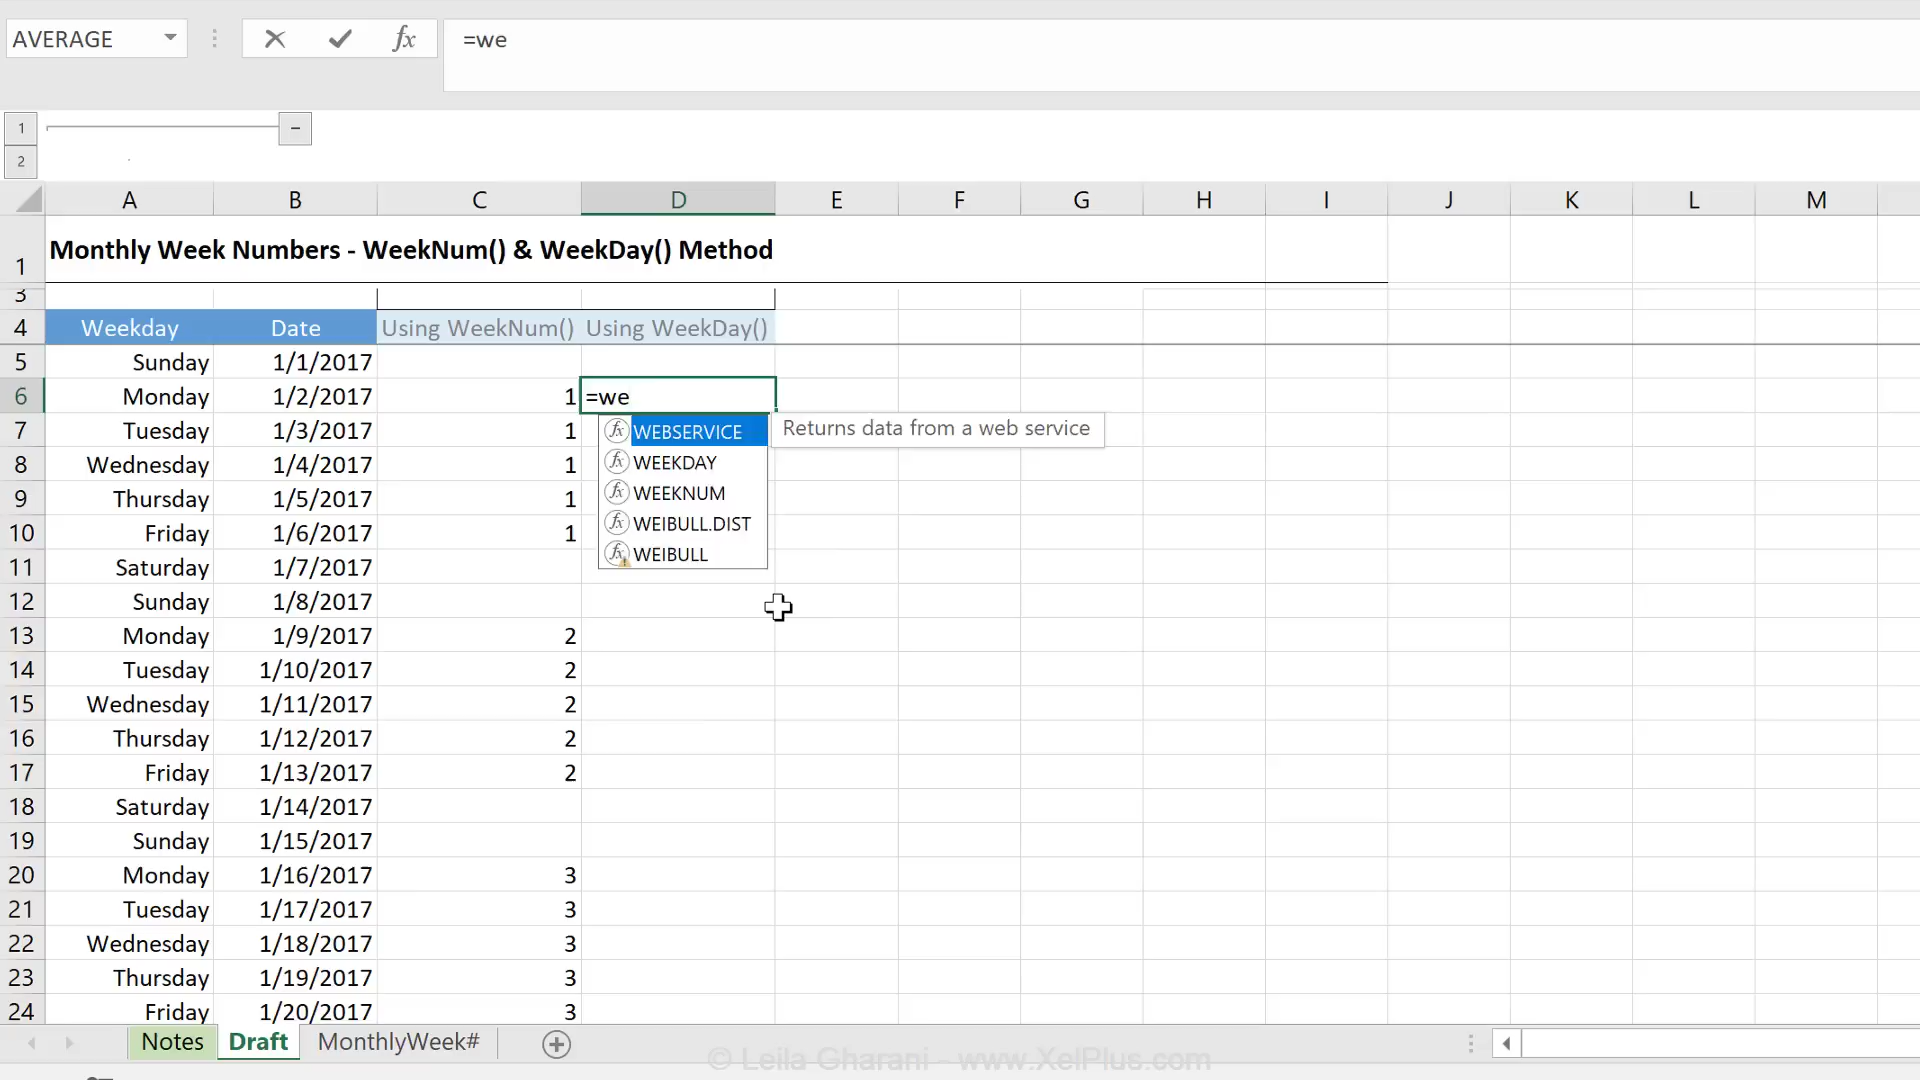 AVERAGE fx =we
1
2
A B C D E F G H I J K L M
1 Monthly Week Numbers - WeekNum() & WeekDay() Method
3
4 Weekday Date Using WeekNum() Using WeekDay()
5 Sunday 1/1/2017
6 Monday 1/2/2017 1 =we
7 Tuesday 1/3/2017 1 fx WEBSERVICE Returns data from a web service
8 Wednesday 1/4/2017 1 fx WEEKDAY
9 Thursday 1/5/2017 1 fx WEEKNUM
10 Friday 1/6/2017 1 fx WEIBULL.DIST
fx WEIBULL
11 Saturday 1/7/2017
12 Sunday 1/8/2017
13 Monday 1/9/2017 2
14 Tuesday 1/10/2017 2
15 Wednesday 1/11/2017 2
16 Thursday 1/12/2017 2
17 Friday 1/13/2017 2
18 Saturday 1/14/2017
19 Sunday 1/15/2017
20 Monday 1/16/2017 3
21 Tuesday 1/17/2017 3
22 Wednesday 1/18/2017 3
23 Thursday 1/19/2017 3
24 Friday 1/20/2017 3
Notes Draft MonthlyWeek#
© Leila Gharani - www.XelPlus.com